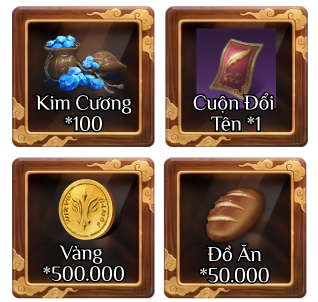 Kim Cương
*100
Cuộn Đổi
Tên *1
Vàng
*500.000
Đồ Ăn
*50.000